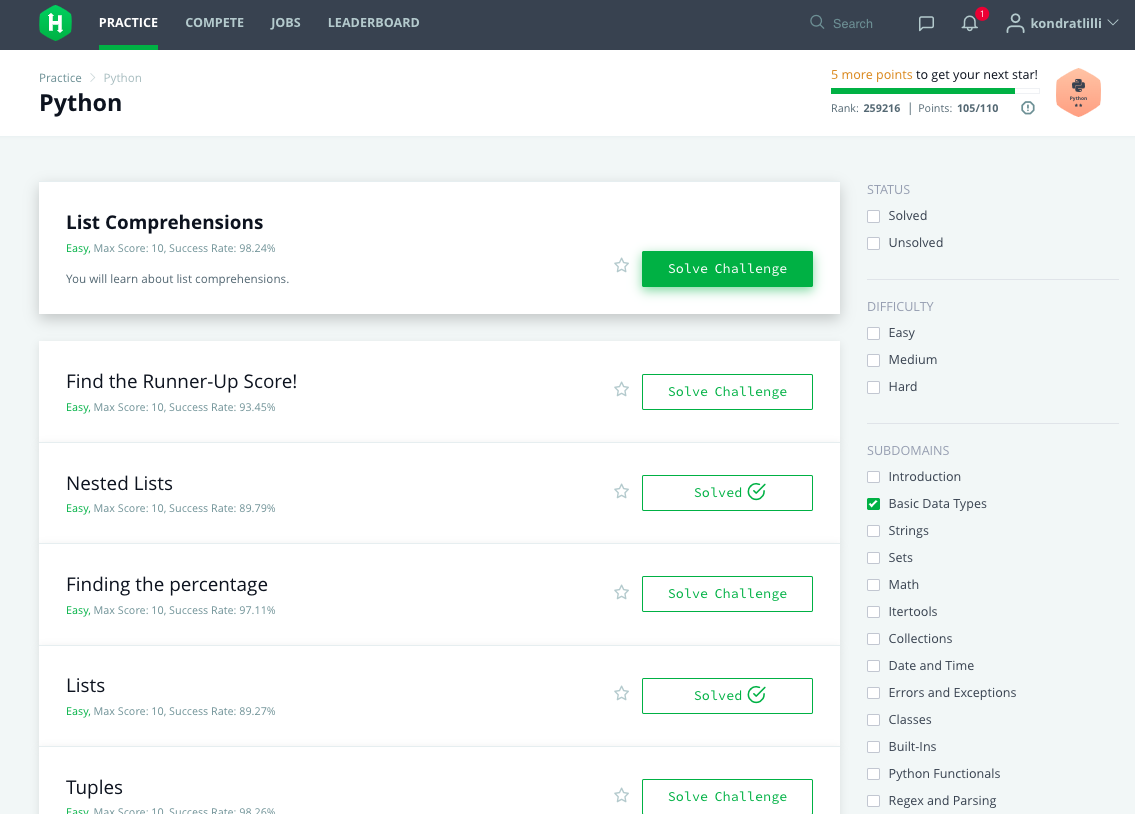 PRACTICE COMPETE JOBS LEADERBOARD Search 1 kondratlilli
Practice Python
Python
5 more points to get your next star!
Rank: 259216 | Points: 105/110
Python
List Comprehensions
Easy, Max Score: 10, Success Rate: 98.24%
You will learn about list comprehensions.
Solve Challenge
Find the Runner-Up Score!
Easy, Max Score: 10, Success Rate: 93.45%
Solve Challenge
Nested Lists
Easy, Max Score: 10, Success Rate: 89.79%
Solved
Finding the percentage
Easy, Max Score: 10, Success Rate: 97.11%
Solve Challenge
Lists
Easy, Max Score: 10, Success Rate: 89.27%
Solved
Tuples
Easy, Max Score: 10, Success Rate: 98.26%
Solve Challenge
STATUS
Solved
Unsolved
DIFFICULTY
Easy
Medium
Hard
SUBDOMAINS
Introduction
Basic Data Types
Strings
Sets
Math
Itertools
Collections
Date and Time
Errors and Exceptions
Classes
Built-Ins
Python Functionals
Regex and Parsing